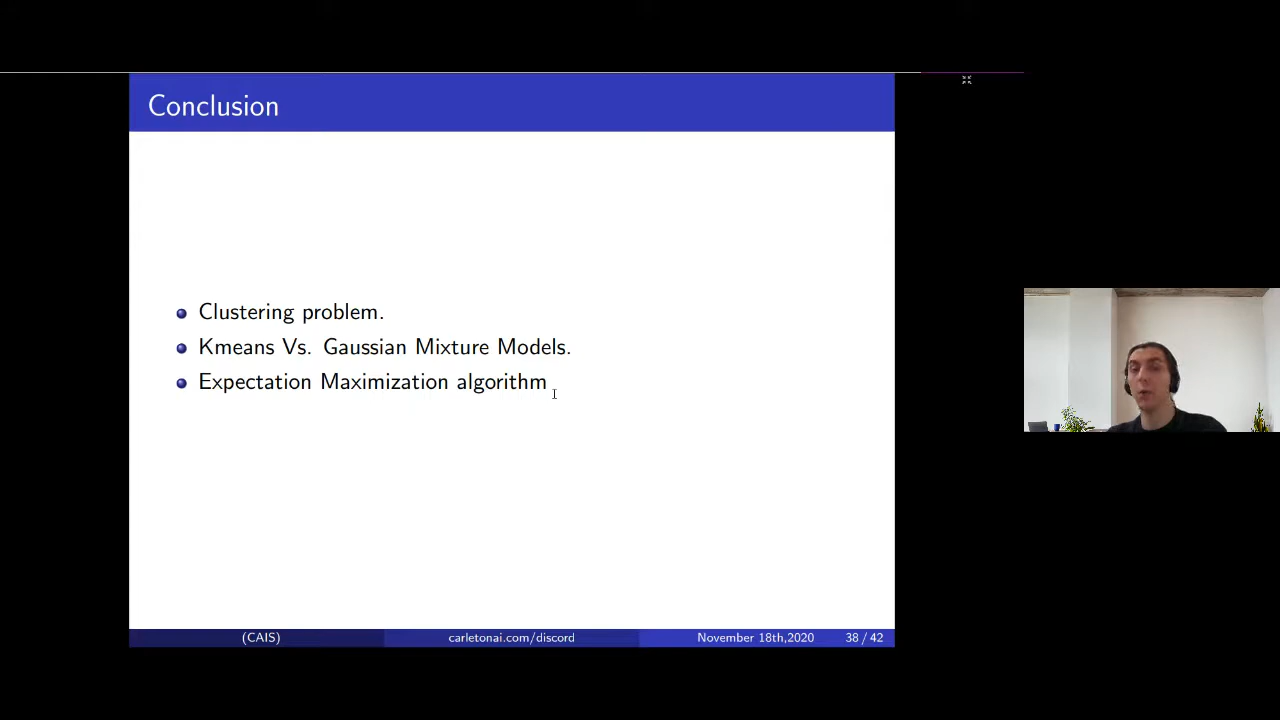 Conclusion
Clustering problem.
Kmeans Vs. Gaussian Mixture Models.
Expectation Maximization algorithm
(CAIS) carletonai.com/discord November 18th,2020 38 / 42